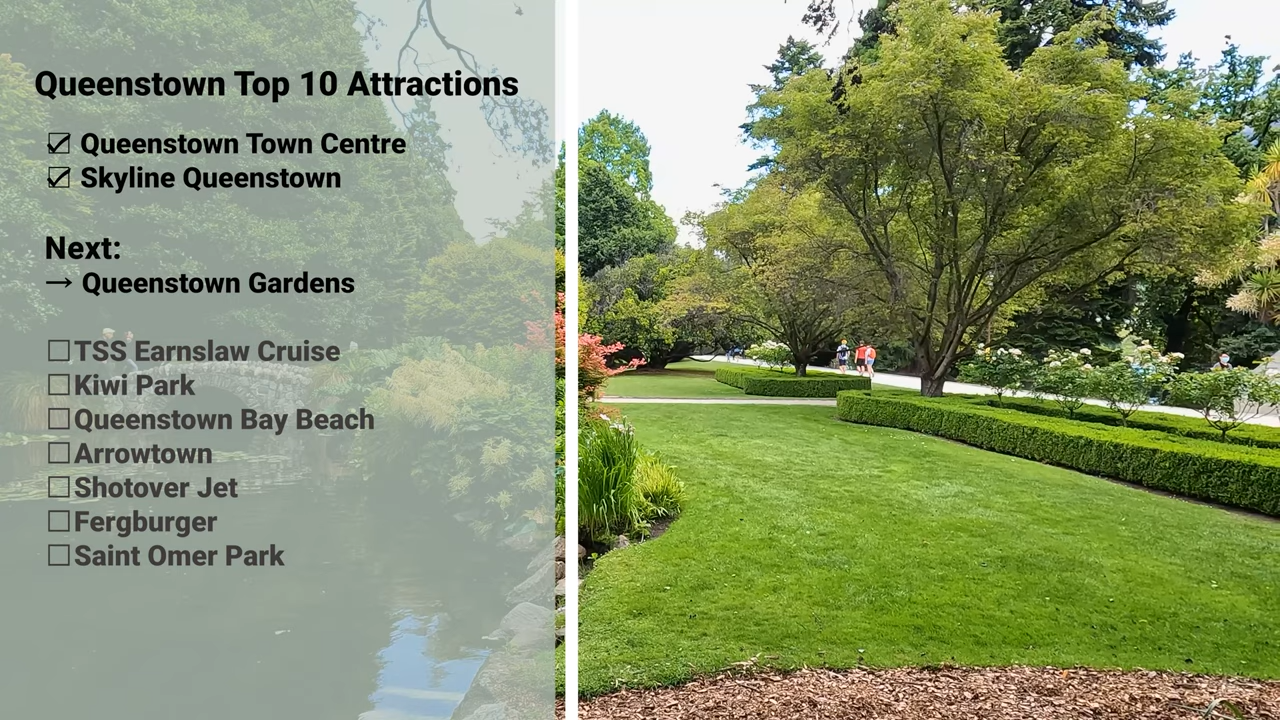 Queenstown Top 10 Attractions
☑ Queenstown Town Centre
☑ Skyline Queenstown
Next:
→ Queenstown Gardens
☐ TSS Earnslaw Cruise
☐ Kiwi Park
☐ Queenstown Bay Beach
☐ Arrowtown
☐ Shotover Jet
☐ Fergburger
☐ Saint Omer Park